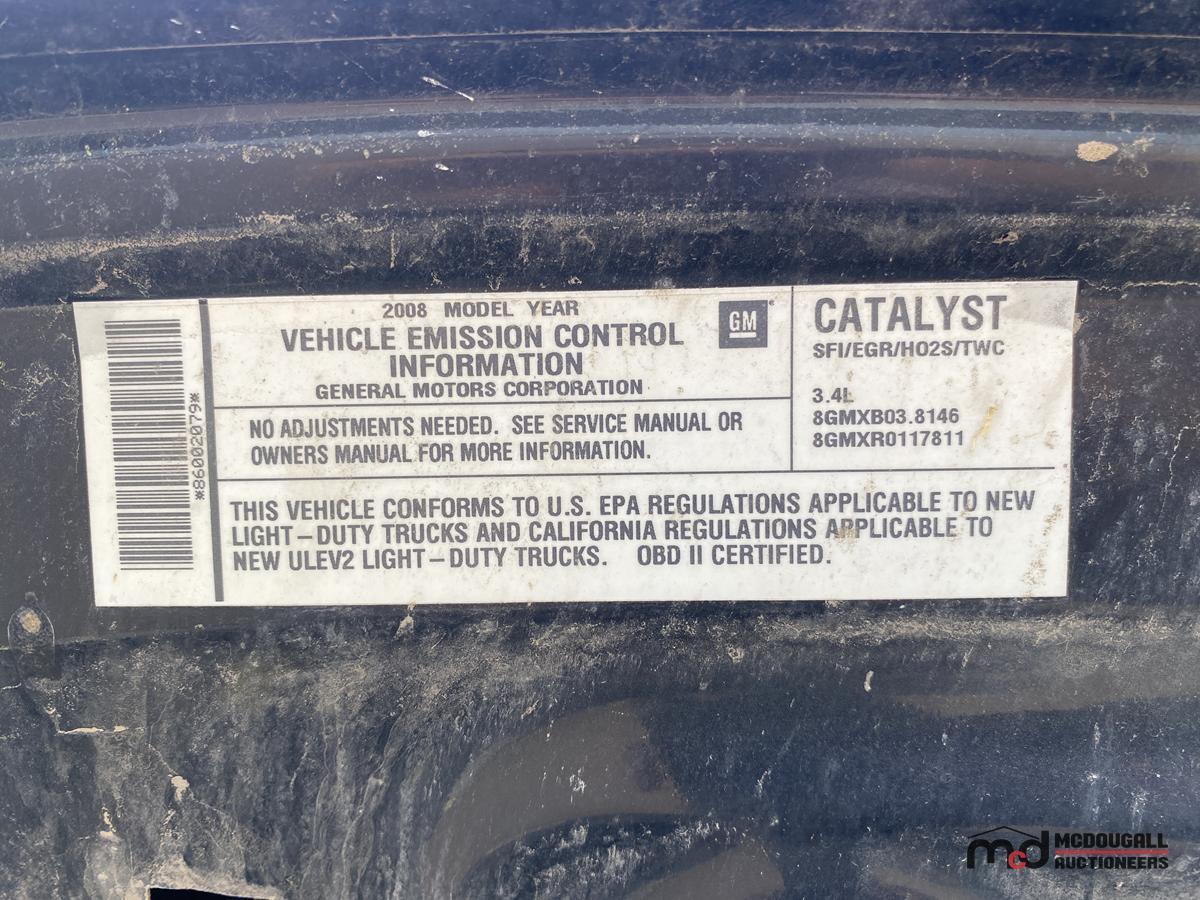 *86002079*
2008 MODEL YEAR
VEHICLE EMISSION CONTROL
INFORMATION
GENERAL MOTORS CORPORATION
GM
NO ADJUSTMENTS NEEDED. SEE SERVICE MANUAL OR
OWNERS MANUAL FOR MORE INFORMATION.
CATALYST
SFI/EGR/HO2S/TWC
3.4L
8GMXB03.8146
8GMXR0117811
THIS VEHICLE CONFORMS TO U.S. EPA REGULATIONS APPLICABLE TO NEW
LIGHT-DUTY TRUCKS AND CALIFORNIA REGULATIONS APPLICABLE TO
NEW ULEV2 LIGHT-DUTY TRUCKS. OBD II CERTIFIED.
mcd MCDOUGALL
AUCTIONEERS